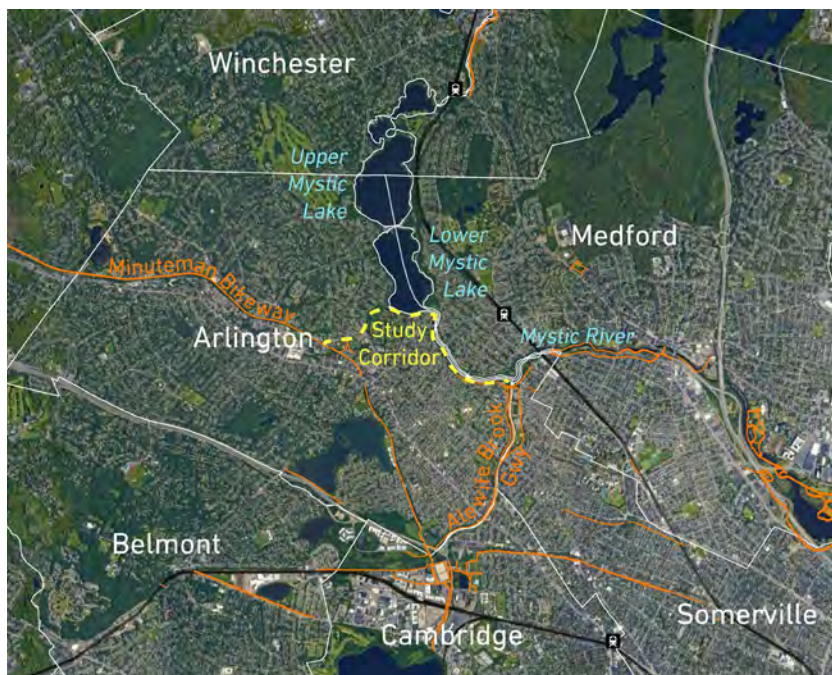 Winchester
Upper
Mystic
Lake
Lower
Mystic
Lake
Medford
Minuteman Bikeway
Arlington
Study
Corridor
Mystic River
Alewife Brook
Gwy
Belmont
Cambridge
Somerville